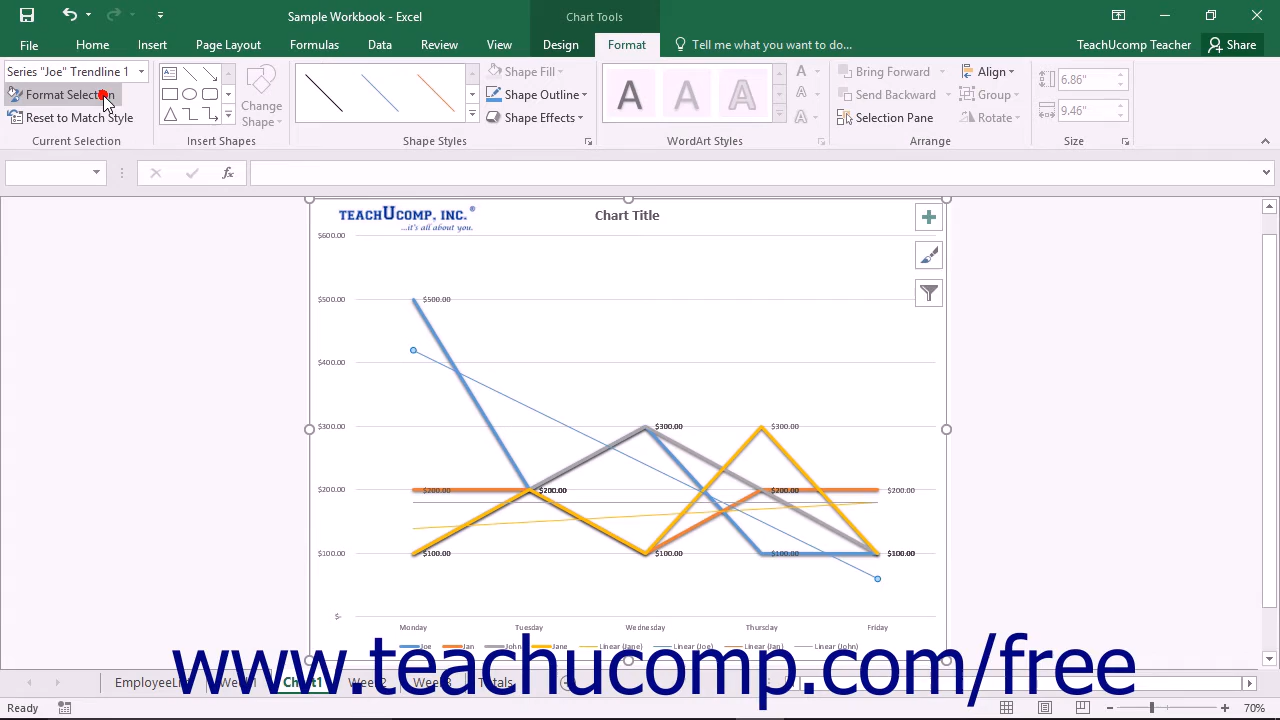 Sample Workbook - Excel
Chart Tools
File
Home
Insert
Page Layout
Formulas
Data
Review
View
Design
Format
Tell me what you want to do...
TeachUcomp Teacher
Share
Series "Joe" Trendline 1
Format Selection
Reset to Match Style
Current Selection
Change
Shape
Insert Shapes
Shape Fill
Shape Outline
Shape Effects
Shape Styles
A A A
A
A
A
WordArt Styles
Bring Forward
Send Backward
Selection Pane
Align
Group
Rotate
Arrange
6.86"
9.46"
Size
fx
TEACHUCOMP, INC.®
...it's all about you.
Chart Title
$600.00
$500.00
$500.00
$400.00
$300.00
$300.00
$300.00
$200.00
$200.00
$200.00
$200.00
$200.00
$100.00
$100.00
$100.00
$100.00
$100.00
$-
Monday
Tuesday
Wednesday
Thursday
Friday
Joe
Jan
John
Jane
Linear (Jane)
Linear (Joe)
Linear (Jan)
Linear (John)
www.teachucomp.com/free
Chart1
Totals
Ready
70%